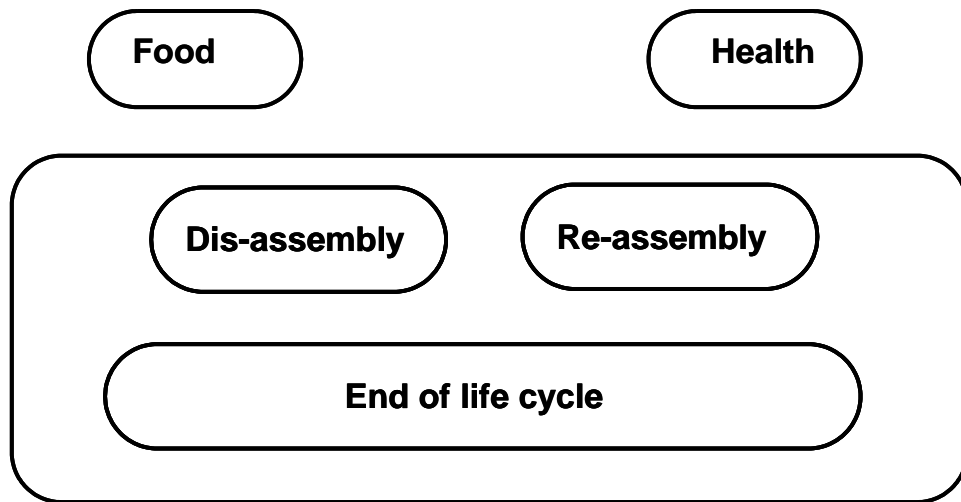 Food
Health
Dis-assembly
Re-assembly
End of life cycle